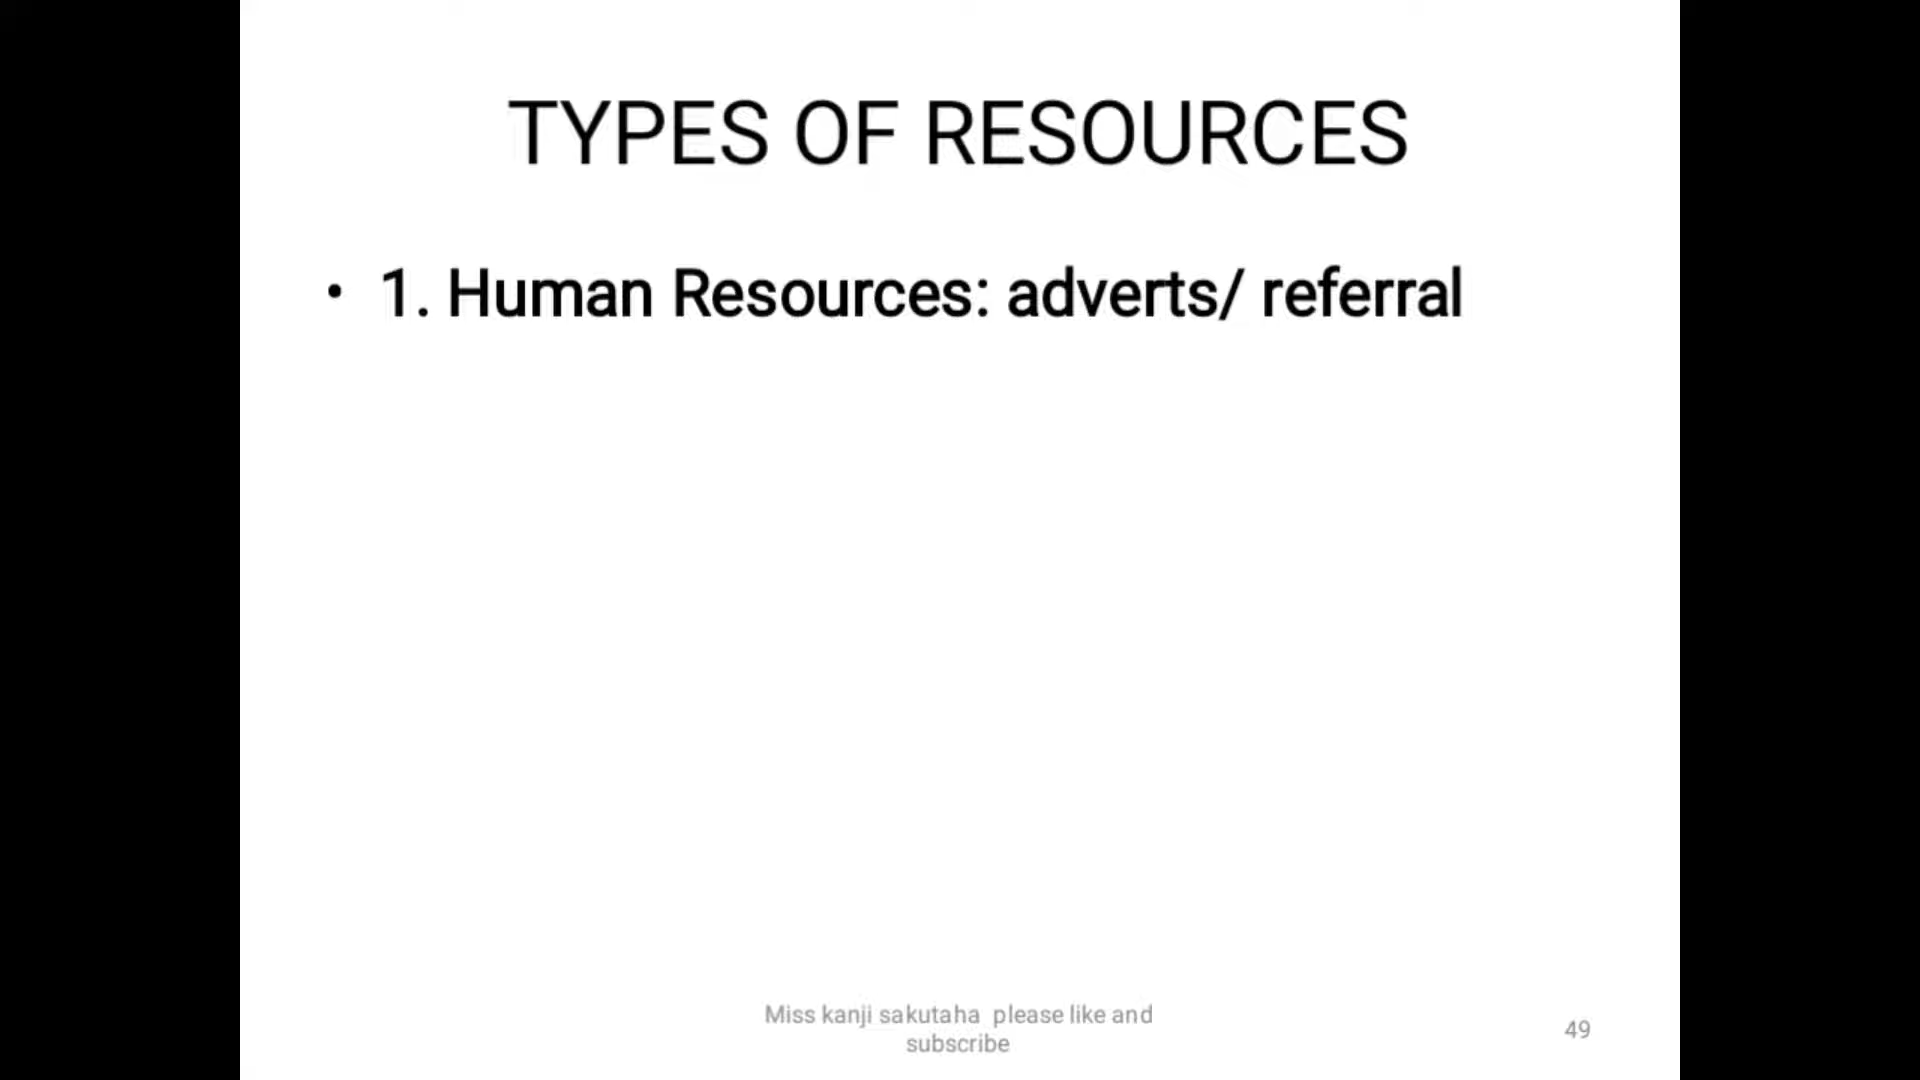 TYPES OF RESOURCES
• 1. Human Resources: adverts/ referral
Miss kanji sakutaha please like and
subscribe
49